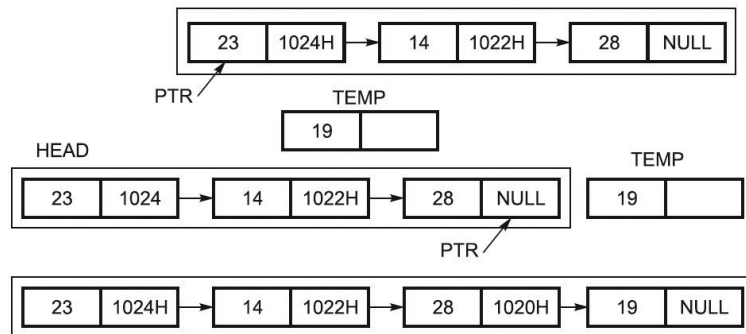 23 1024H 14 1022H 28 NULL
PTR
TEMP
19
HEAD
TEMP
23 1024 14 1022H 28 NULL 19
PTR
23 1024H 14 1022H 28 1020H 19 NULL